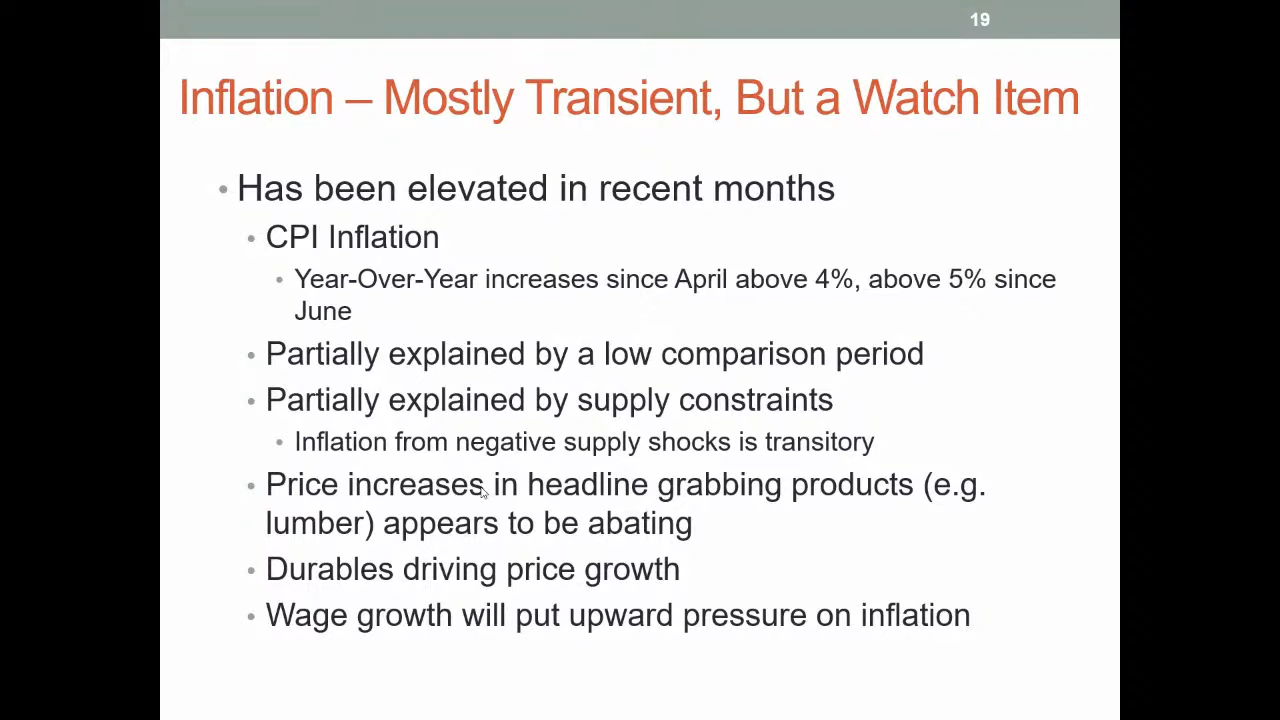 19
Inflation – Mostly Transient, But a Watch Item
• Has been elevated in recent months
• CPI Inflation
• Year-Over-Year increases since April above 4%, above 5% since
June
• Partially explained by a low comparison period
• Partially explained by supply constraints
• Inflation from negative supply shocks is transitory
• Price increases in headline grabbing products (e.g.
lumber) appears to be abating
• Durables driving price growth
• Wage growth will put upward pressure on inflation